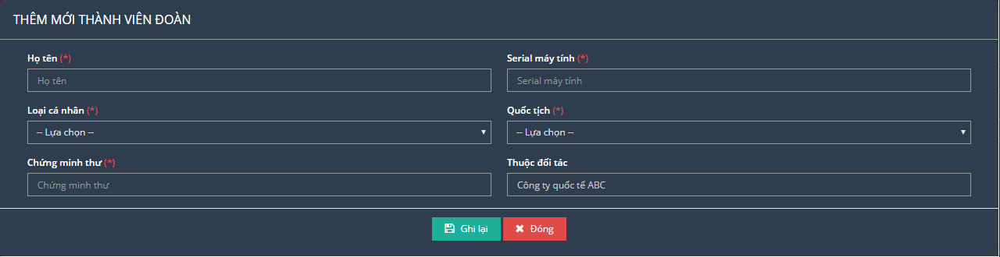 THÊM MỚI THÀNH VIÊN ĐOÀN
Họ tên (*)
Serial máy tính (*)
Họ tên
Serial máy tính
Loại cá nhân (*)
Quốc tịch (*)
-- Lựa chọn --
-- Lựa chọn --
Chứng minh thư (*)
Thuộc đối tác
Chứng minh thư
Công ty quốc tế ABC
Ghi lại
Đóng